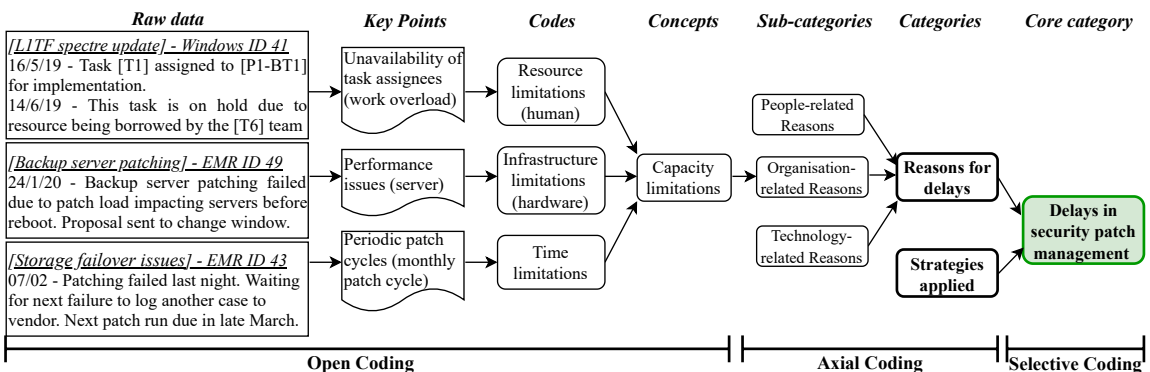 Raw data
Key Points
Codes
Concepts
Sub-categories
Categories
Core category
[L1TF spectre update] - Windows ID 41
16/5/19 - Task [T1] assigned to [P1-BT1]
for implementation.
14/6/19 - This task is on hold due to
resource being borrowed by the [T6] team
[Backup server patching] - EMR ID 49
24/1/20 - Backup server patching failed
due to patch load impacting servers before
reboot. Proposal sent to change window.
[Storage failover issues] - EMR ID 43
07/02 - Patching failed last night. Waiting
for next failure to log another case to
vendor. Next patch run due in late March.
Unavailability of
task assignees
(work overload)
Performance
issues (server)
Periodic patch
cycles (monthly
patch cycle)
Resource
limitations
(human)
Infrastructure
limitations
(hardware)
Time
limitations
Capacity
limitations
People-related
Reasons
Organisation-
related Reasons
Technology-
related Reasons
Reasons for
delays
Strategies
applied
Delays in
security patch
management
Open Coding
Axial Coding
Selective Coding